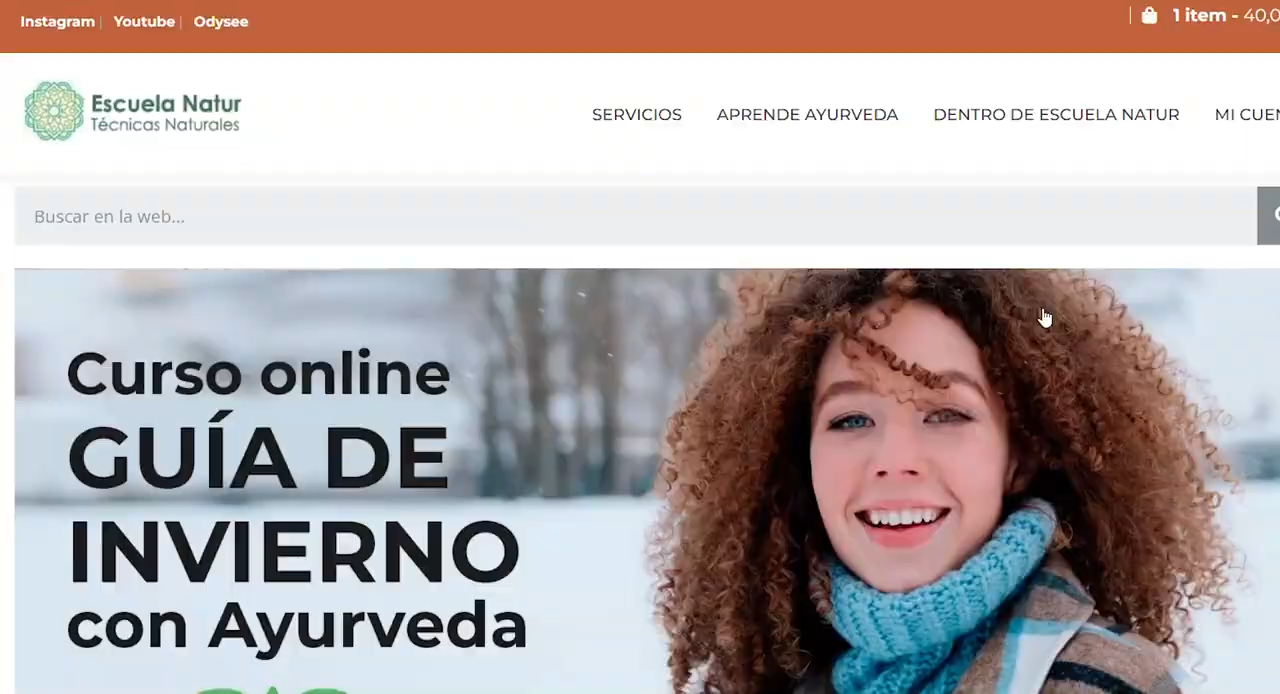 Instagram | Youtube | Odysee
1 item - 40,0
Escuela Natur
Técnicas Naturales
SERVICIOS APRENDE AYURVEDA DENTRO DE ESCUELA NATUR MI CUEN
Buscar en la web...
Curso online
GUÍA DE
INVIERNO
con Ayurveda